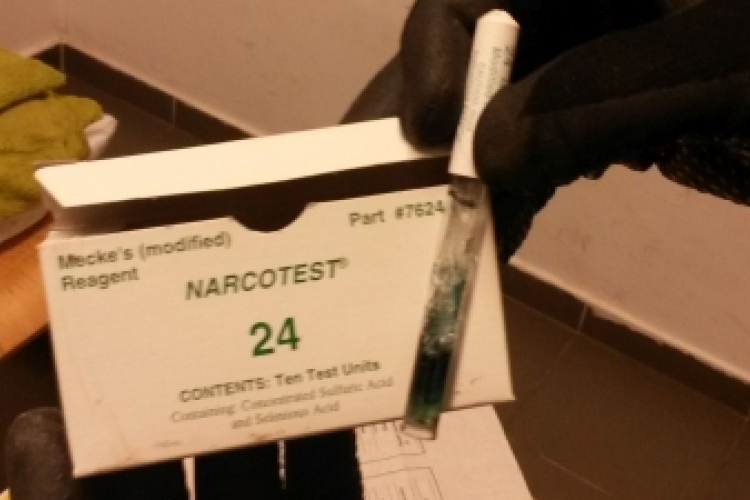 Mecke's (modified)
Reagent
Part #7624
NARCOTEST®
24
CONTENTS: Ten Test Units
Containing: Concentrated Sulfuric Acid
and Selenious Acid